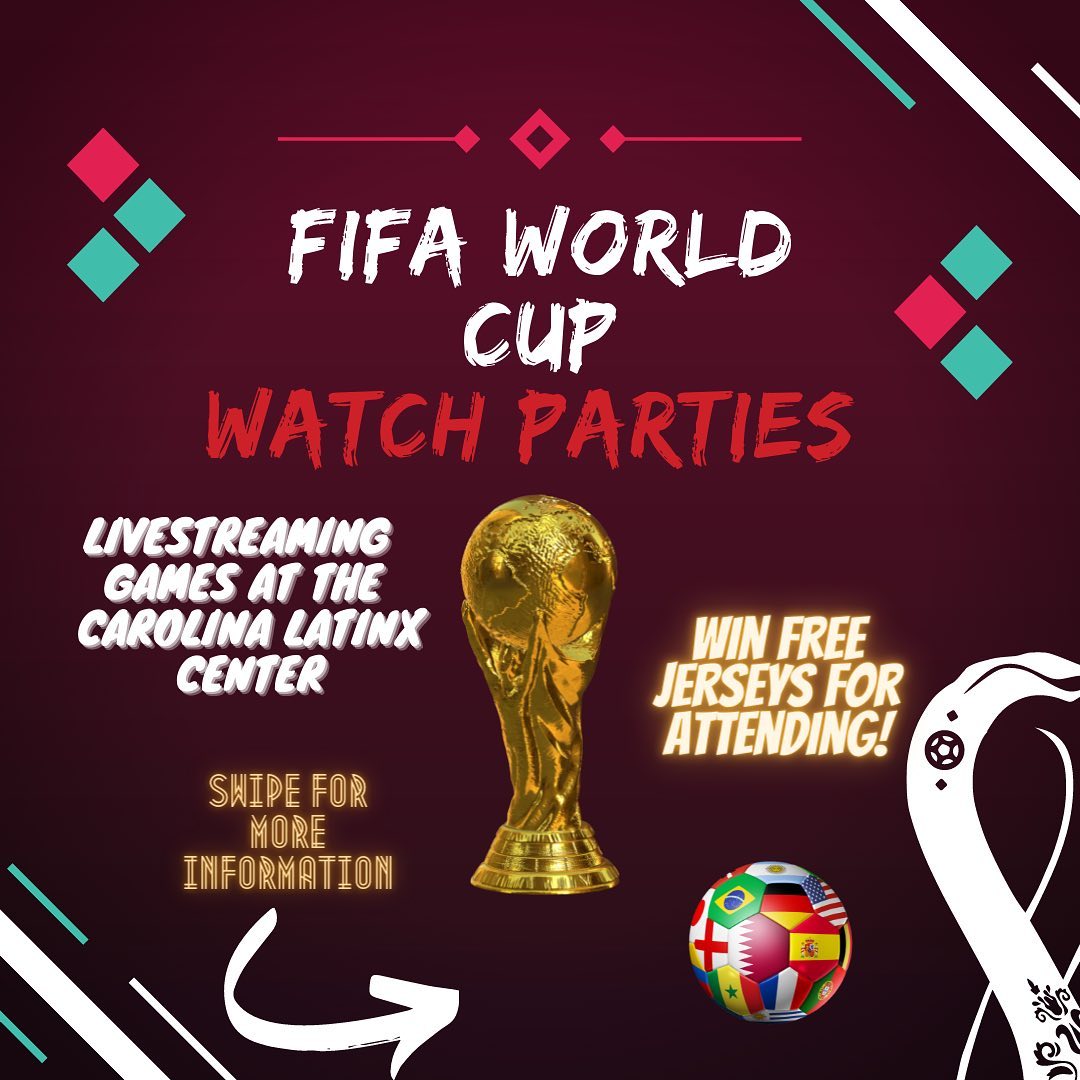 FIFA WORLD
CUP
WATCH PARTIES
LIVESTREAMING
GAMES AT THE
CAROLINA LATINX
CENTER
WIN FREE
JERSEYS FOR
ATTENDING!
SWIPE FOR
MORE
INFORMATION